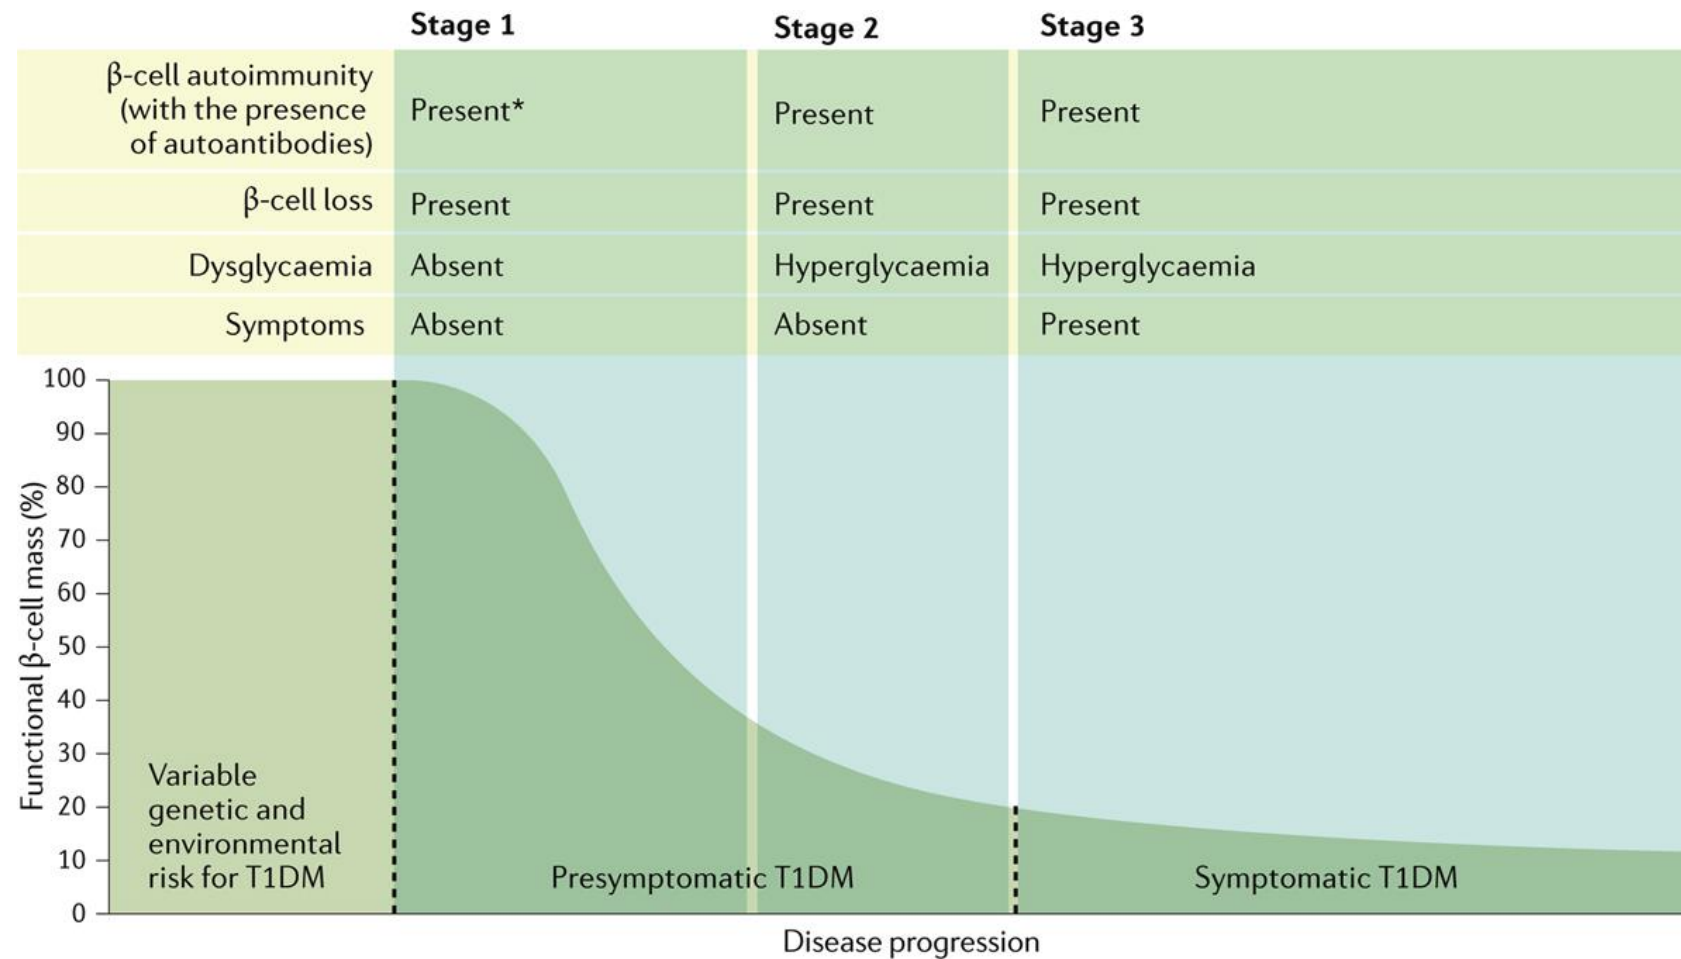 Stage 1
Stage 2
Stage 3
β-cell autoimmunity
(with the presence
of autoantibodies)
Present*
Present
Present
β-cell loss
Present
Present
Present
Dysglycaemia
Absent
Hyperglycaemia
Hyperglycaemia
Symptoms
Absent
Absent
Present
Functional β-cell mass (%)
100
90
80
70
60
50
40
30
20
10
0
Variable
genetic and
environmental
risk for T1DM
Presymptomatic T1DM
Symptomatic T1DM
Disease progression